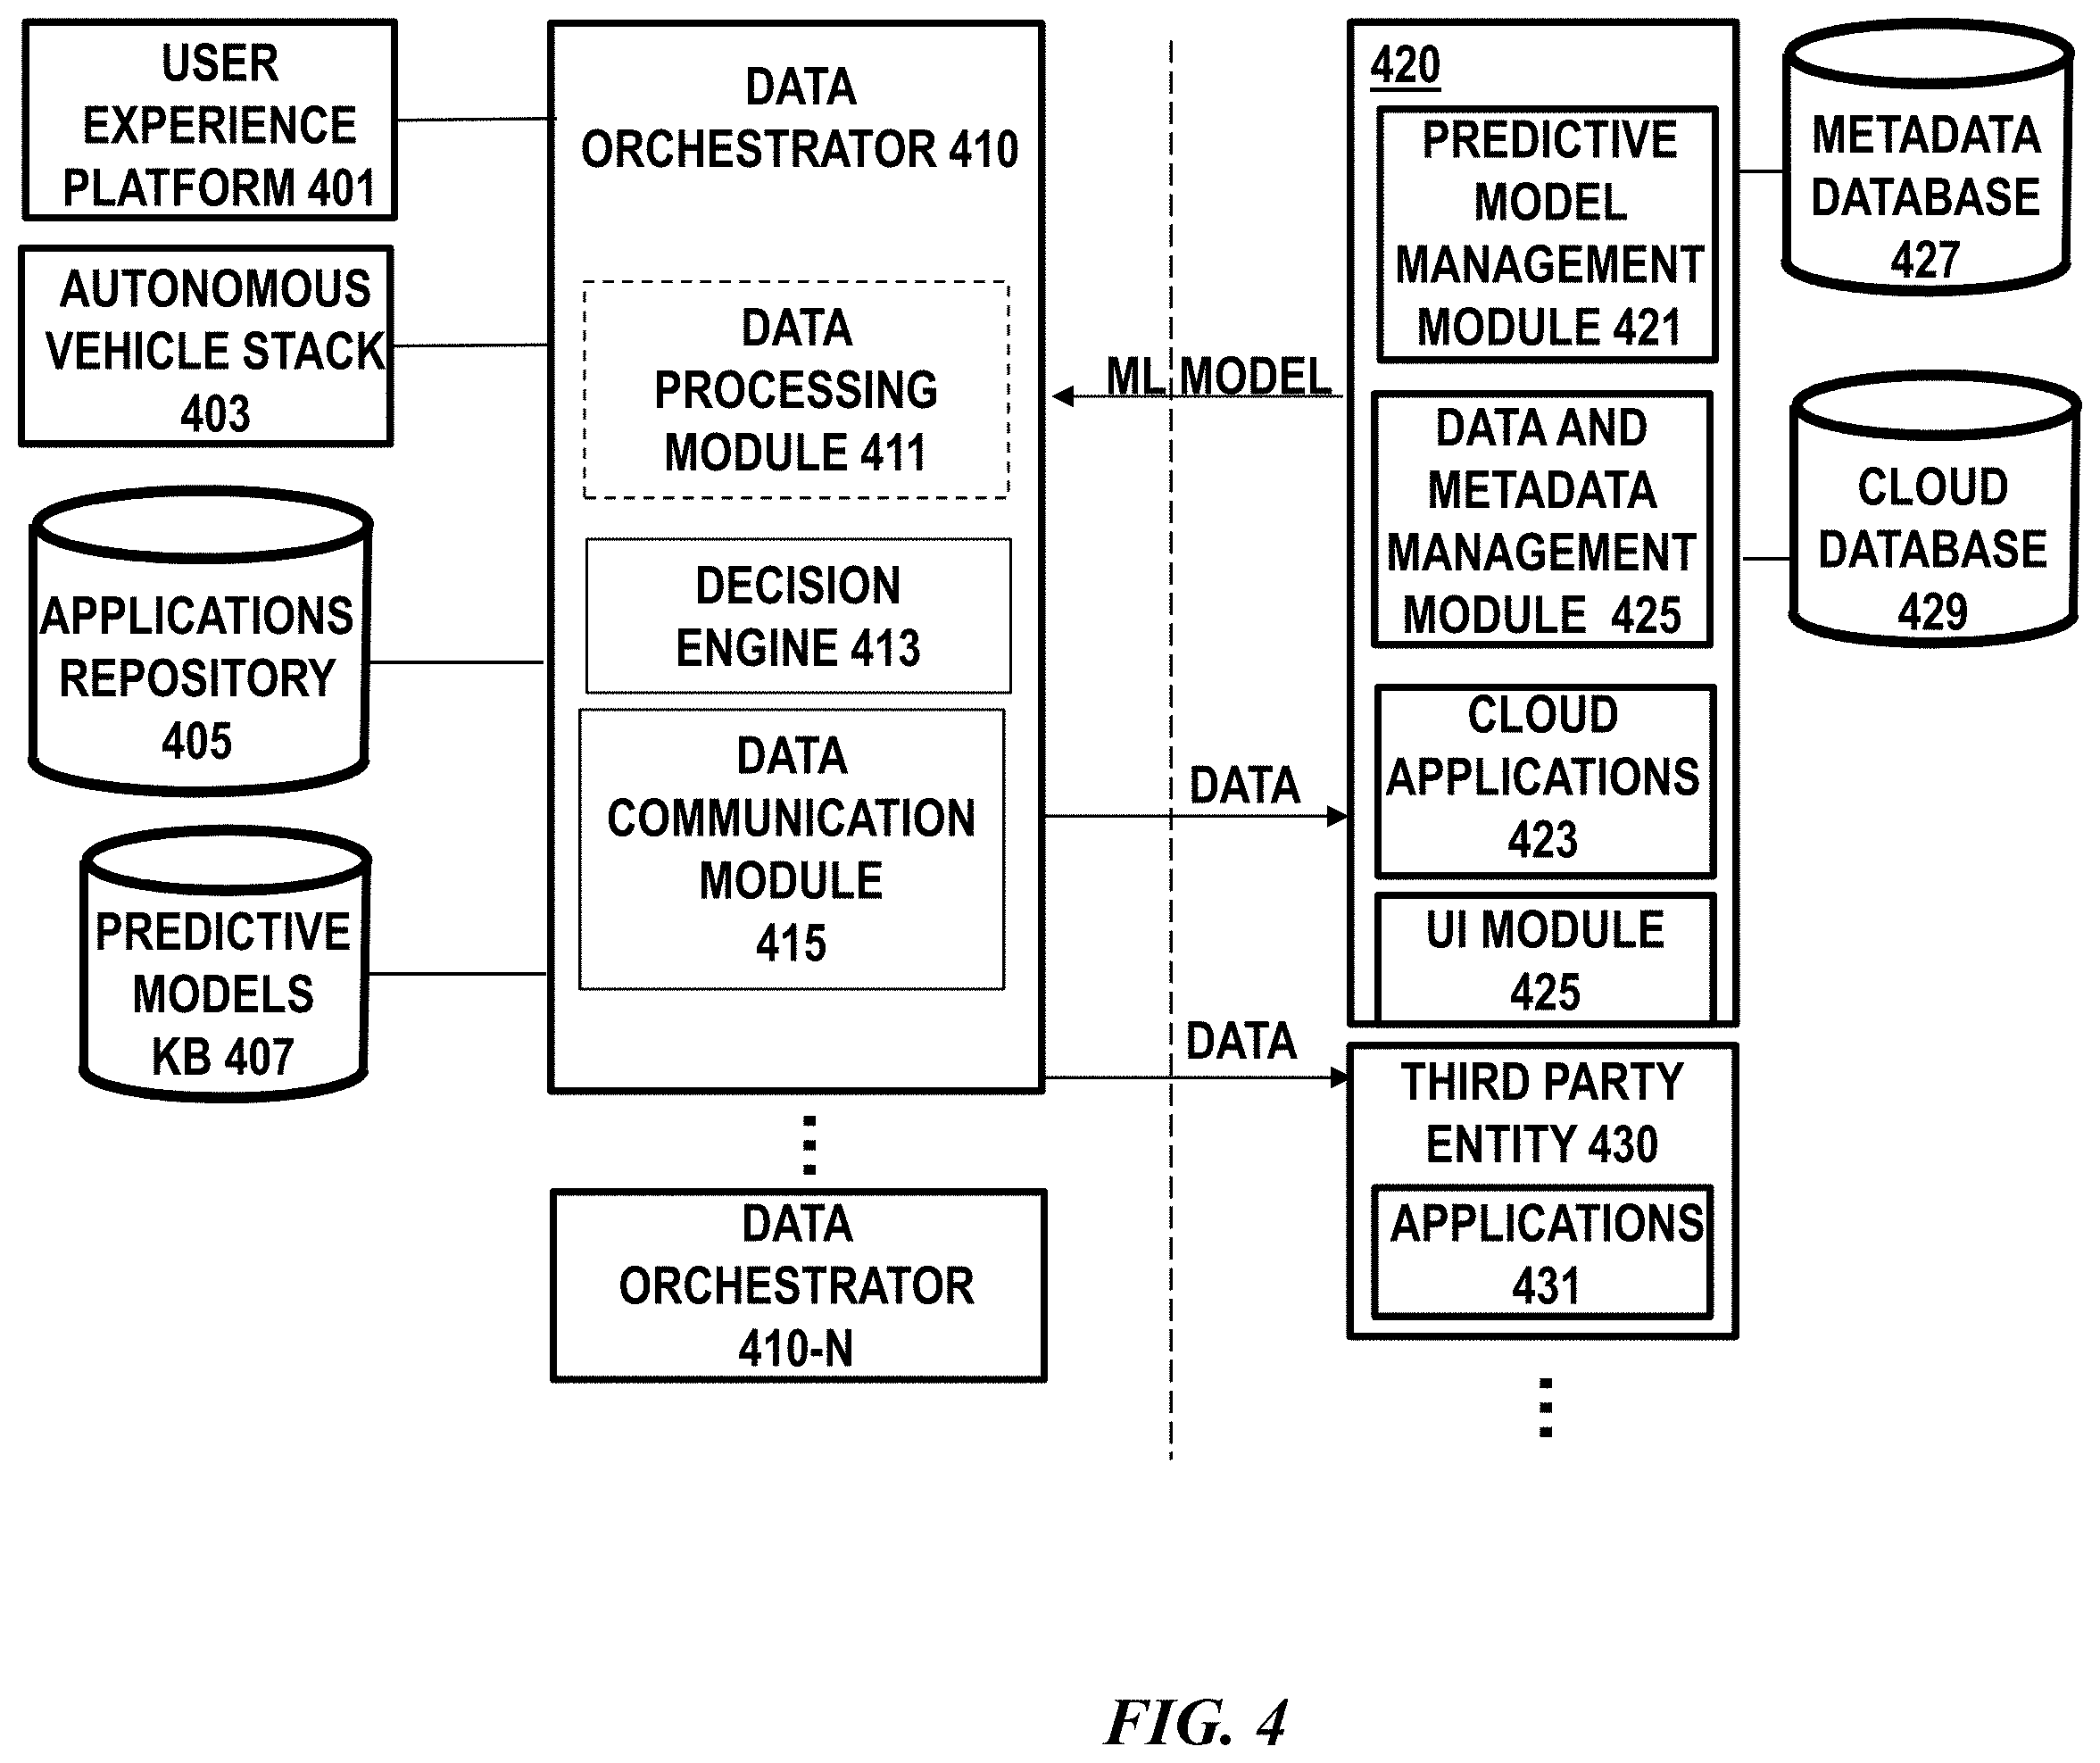 USER
EXPERIENCE
PLATFORM 401
AUTONOMOUS
VEHICLE STACK
403
APPLICATIONS
REPOSITORY
405
PREDICTIVE
MODELS
KB 407
DATA
ORCHESTRATOR 410
DATA
PROCESSING
MODULE 411
DECISION
ENGINE 413
DATA
COMMUNICATION
MODULE
415
DATA
ORCHESTRATOR
410-N
ML MODEL
DATA
DATA
420
PREDICTIVE
MODEL
MANAGEMENT
MODULE 421
DATA AND
METADATA
MANAGEMENT
MODULE 425
CLOUD
APPLICATIONS
423
UI MODULE
425
THIRD PARTY
ENTITY 430
APPLICATIONS
431
METADATA
DATABASE
427
CLOUD
DATABASE
429
FIG. 4